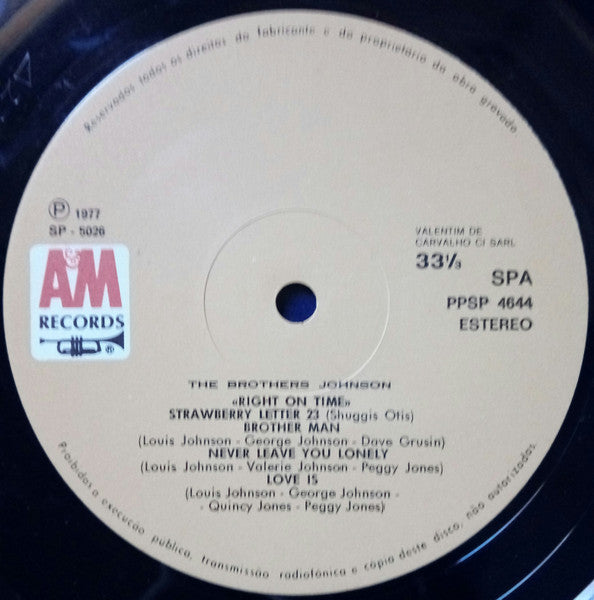 Reservados todos os direitos do fabricante e do proprietário da obra gravada.
Ⓟ 1977
SP - 5026
A&M
RECORDS
®
VALENTIM DE
CARVALHO CI SARL
33⅓
SPA
PPSP 4644
ESTEREO
THE BROTHERS JOHNSON
«RIGHT ON TIME»
STRAWBERRY LETTER 23 (Shuggis Otis)
BROTHER MAN
(Louis Johnson - George Johnson - Dave Grusin)
NEVER LEAVE YOU LONELY
(Louis Johnson - Valerie Johnson - Peggy Jones)
LOVE IS
(Louis Johnson - George Johnson -
- Quincy Jones - Peggy Jones)
Proibidos a execução publica, transmissão radiofónica e cópia deste disco, não autorizadas.